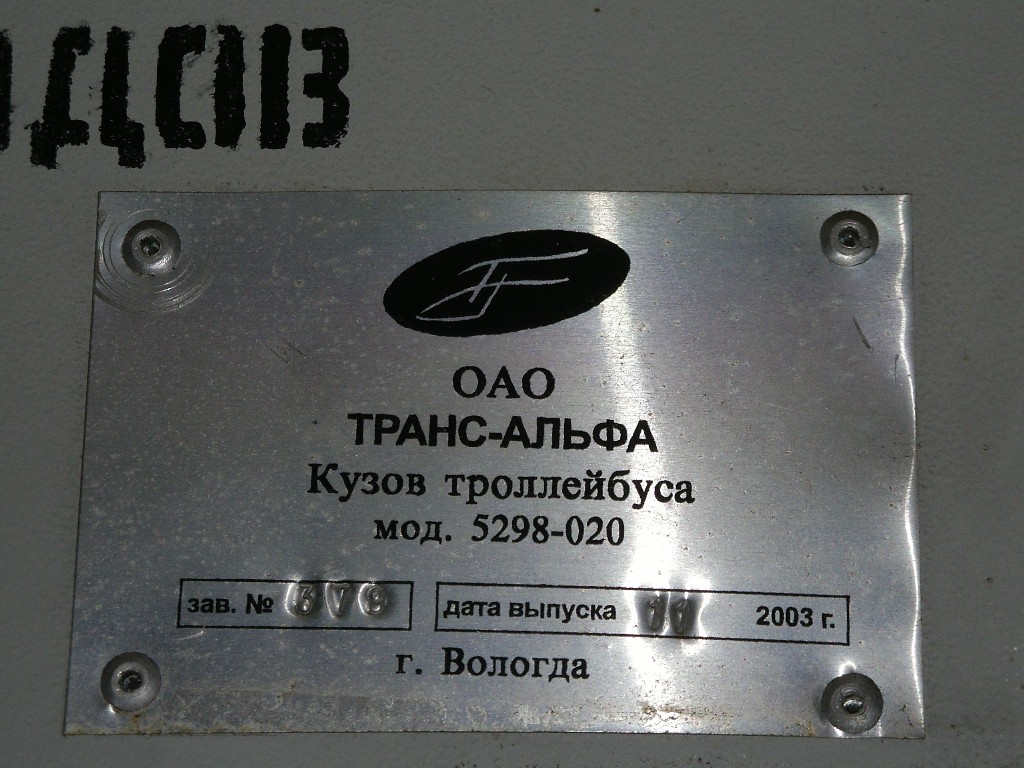 ОАО
ТРАНС-АЛЬФА
Кузов троллейбуса
мод. 5298-020
зав. № 379 дата выпуска 11 2003 г.
г. Вологда